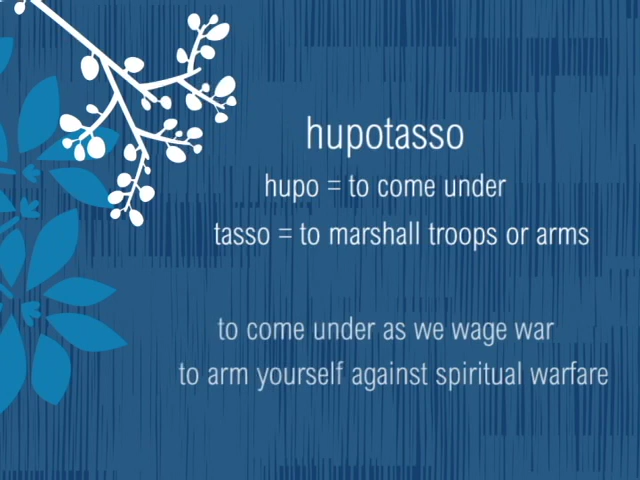 hupotasso
hupo = to come under
tasso = to marshall troops or arms
to come under as we wage war
to arm yourself against spiritual warfare